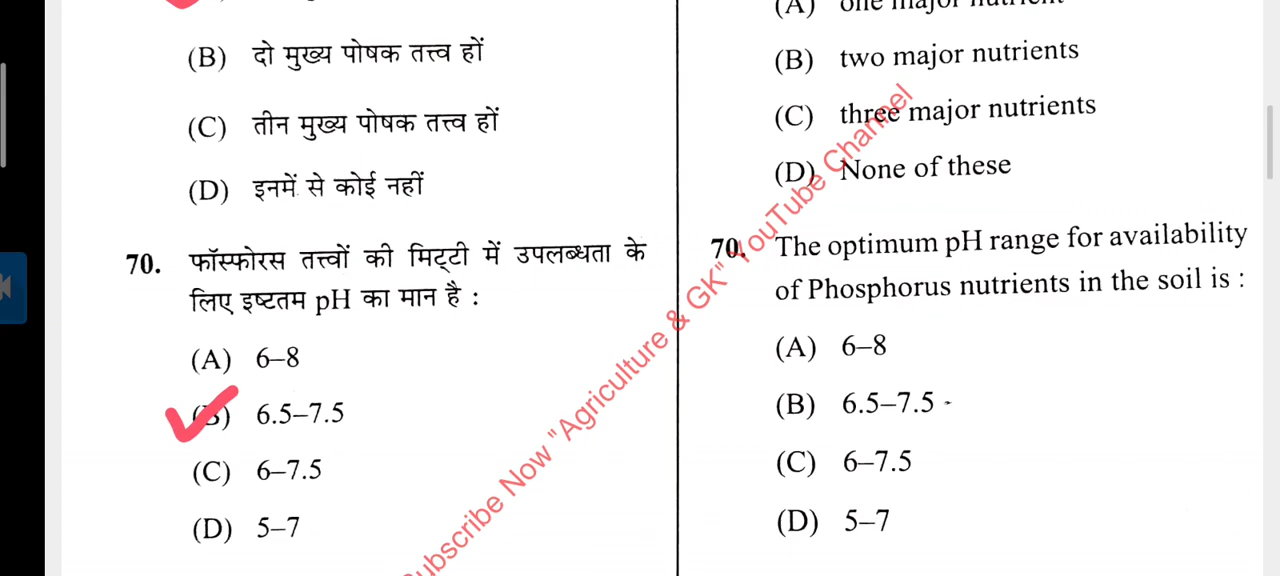 (B) दो मुख्य पोषक तत्त्व हों
(C) तीन मुख्य पोषक तत्त्व हों
(D) इनमें से कोई नहीं
70. फॉस्फोरस तत्त्वों की मिट्टी में उपलब्धता के
लिए इष्टतम pH का मान है :
(A) 6–8
(B) 6.5–7.5
(C) 6–7.5
(D) 5–7
(A) one major nutrient
(B) two major nutrients
(C) three major nutrients
(D) None of these
70. The optimum pH range for availability
of Phosphorus nutrients in the soil is :
(A) 6–8
(B) 6.5–7.5
(C) 6–7.5
(D) 5–7
Subscribe Now "Agriculture & GK" YouTube Channel